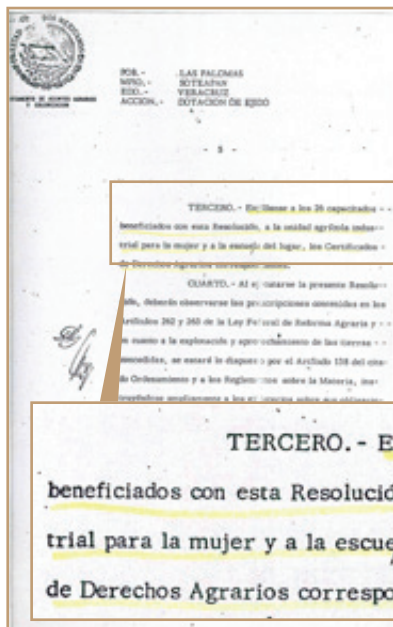 POB.- LAS PALOMAS
MPIO.- SOTEAPAN
EDO.- VERACRUZ
ACCION.- DOTACION DE EJIDO
- 5 -
TERCERO.- Expídanse a los 26 capacitados - -
beneficiados con esta Resolución, a la unidad agrícola indus-
trial para la mujer y a la escuela del lugar, los Certificados -
de Derechos Agrarios correspondientes.
CUARTO.- Al ejecutarse la presente Resolu-
ción, deberán observarse las prescripciones contenidas en los
Artículos 262 y 263 de la Ley Federal de Reforma Agraria y - -
en cuanto a la explotación y aprovechamiento de las tierras -
concedidas, se estará lo dispuesto por el Artículo 138 del cita-
do Ordenamiento y a los Reglamentos sobre la Materia, ins-
truyéndose ampliamente a los
TERCERO. - E
beneficiados con esta Resolució
trial para la mujer y a la escue
de Derechos Agrarios correspo